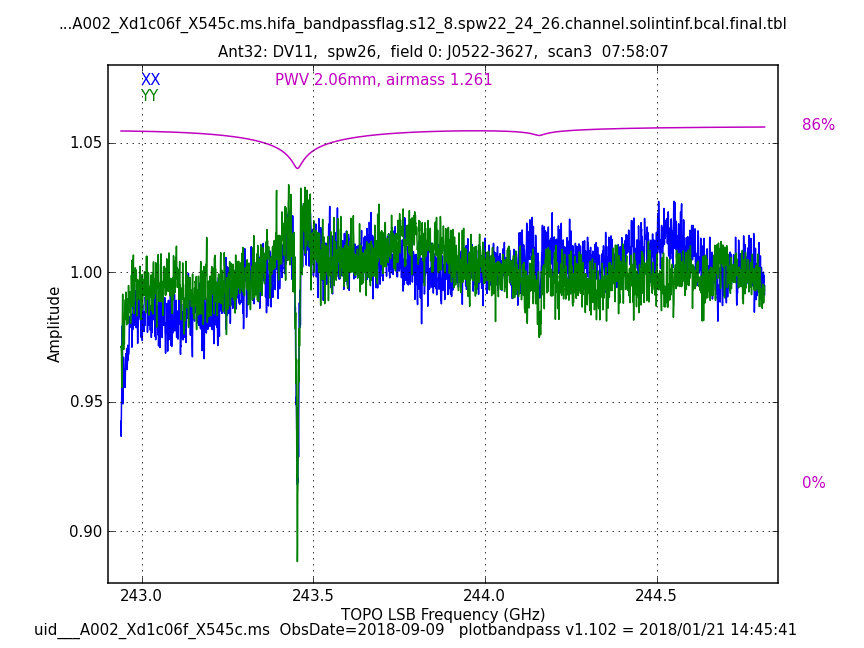 ...A002_Xd1c06f_X545c.ms.hifa_bandpassflag.s12_8.spw22_24_26.channel.solintinf.bcal.final.tbl
Ant32: DV11,  spw26,  field 0: J0522-3627,  scan3  07:58:07
XX
PWV 2.06mm, airmass 1.261
YY
86%
1.05
1.00
Amplitude
0.95
0%
0.90
243.0
243.5
244.0
244.5
TOPO LSB Frequency (GHz)
uid___A002_Xd1c06f_X545c.ms  ObsDate=2018-09-09   plotbandpass v1.102 = 2018/01/21 14:45:41